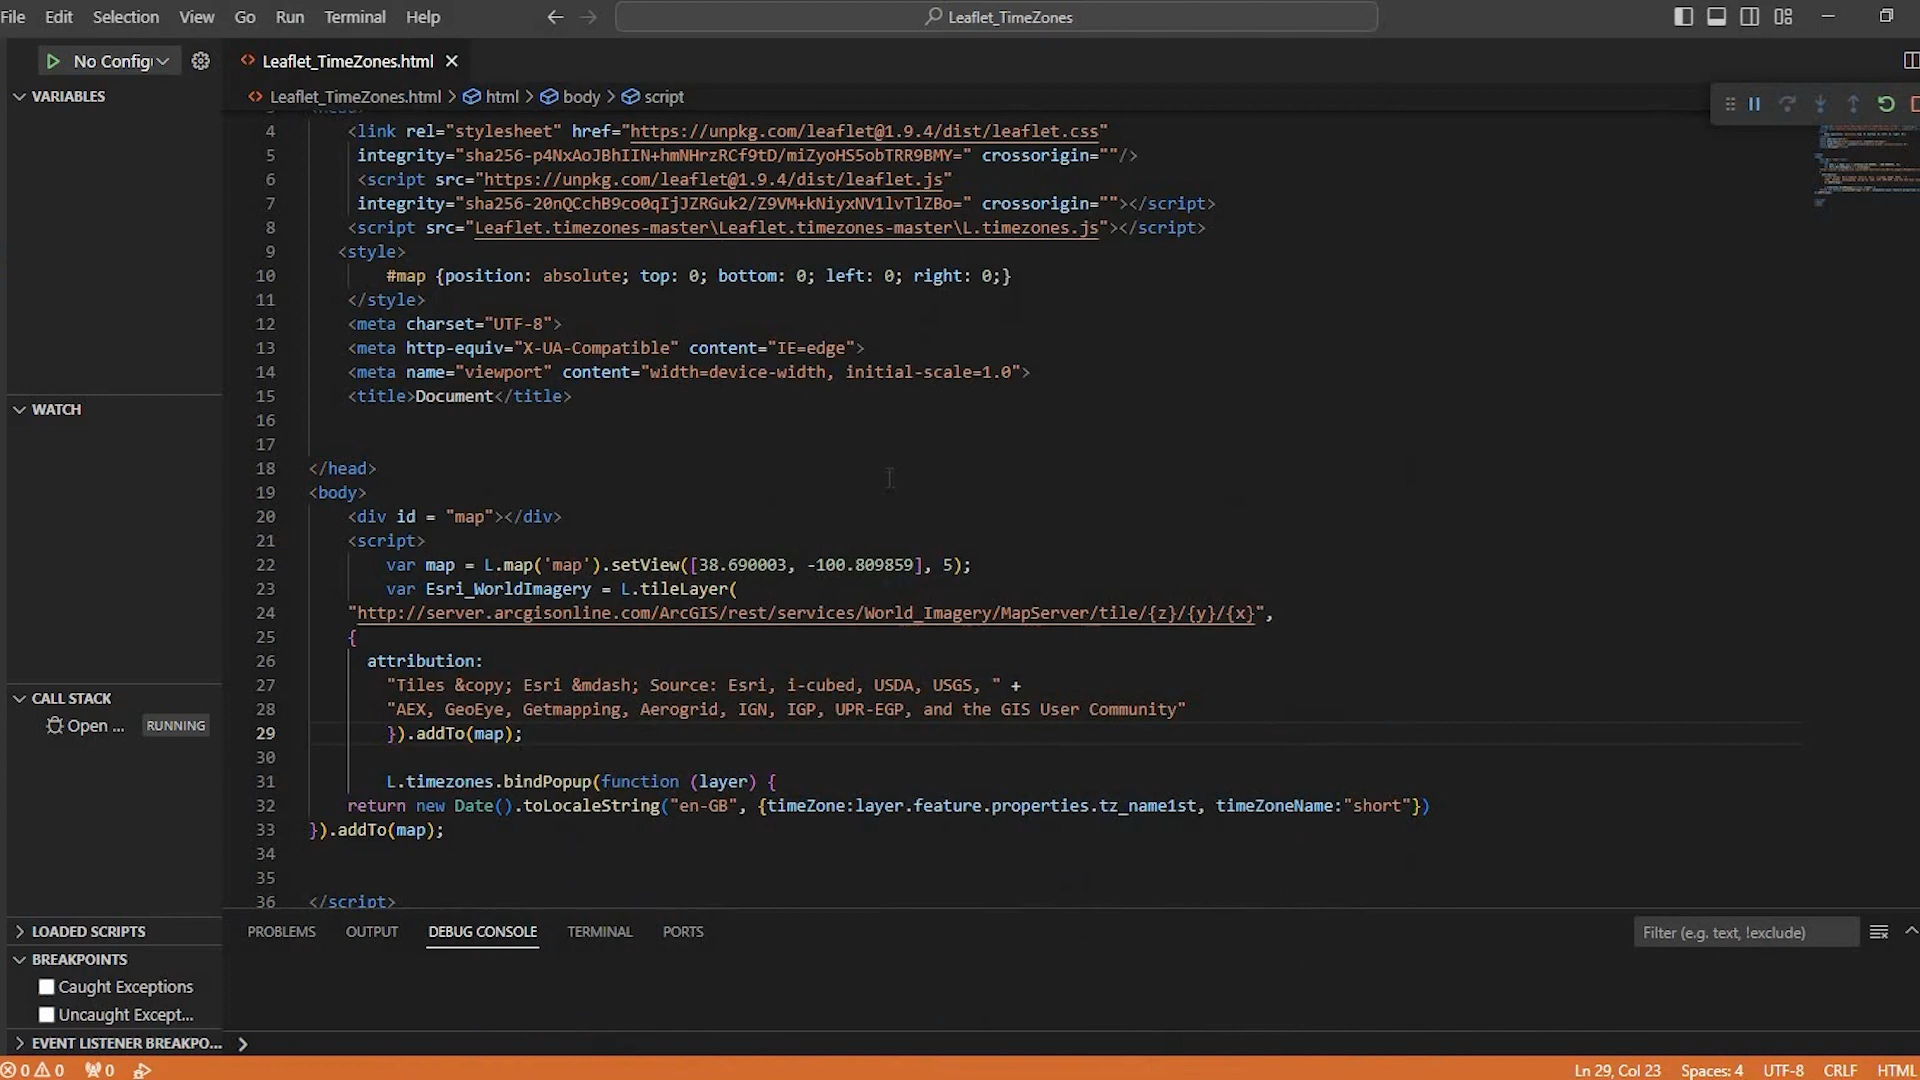 File Edit Selection View Go Run Terminal Help
Leaflet_TimeZones
No Config
Leaflet_TimeZones.html
VARIABLES
Leaflet_TimeZones.html > html > body > script
4 <link rel="stylesheet" href="https://unpkg.com/leaflet@1.9.4/dist/leaflet.css"
5 integrity="sha256-p4NxAoJBhIIN+hmNHrzRCf9tD/miZyoHS5obTRR9BMY=" crossorigin=""/>
6 <script src="https://unpkg.com/leaflet@1.9.4/dist/leaflet.js"
7 integrity="sha256-20nQCchB9co0qIjJZRGuk2/Z9VM+kNiyxNV1lvTlZBo=" crossorigin=""></script>
8 <script src="Leaflet.timezones-master\Leaflet.timezones-master\L.timezones.js"></script>
9 <style>
10 #map {position: absolute; top: 0; bottom: 0; left: 0; right: 0;}
11 </style>
12 <meta charset="UTF-8">
13 <meta http-equiv="X-UA-Compatible" content="IE=edge">
14 <meta name="viewport" content="width=device-width, initial-scale=1.0">
15 <title>Document</title>
16
17
18 </head>
19 <body>
20 <div id = "map"></div>
21 <script>
22 var map = L.map('map').setView([38.690003, -100.809859], 5);
23 var Esri_WorldImagery = L.tileLayer(
24 "http://server.arcgisonline.com/ArcGIS/rest/services/World_Imagery/MapServer/tile/{z}/{y}/{x}",
25 {
26 attribution:
27 "Tiles &copy; Esri &mdash; Source: Esri, i-cubed, USDA, USGS, " +
28 "AEX, GeoEye, Getmapping, Aerogrid, IGN, IGP, UPR-EGP, and the GIS User Community"
29 }).addTo(map);
30
31 L.timezones.bindPopup(function (layer) {
32 return new Date().toLocaleString("en-GB", {timeZone:layer.feature.properties.tz_name1st, timeZoneName:"short"})
33 }).addTo(map);
34
35
36 </script>
WATCH
CALL STACK
Open ... RUNNING
LOADED SCRIPTS
BREAKPOINTS
Caught Exceptions
Uncaught Except...
EVENT LISTENER BREAKPO...
PROBLEMS OUTPUT DEBUG CONSOLE TERMINAL PORTS
Filter (e.g. text, !exclude)
0 0 0
Ln 29, Col 23 Spaces: 4 UTF-8 CRLF HTML